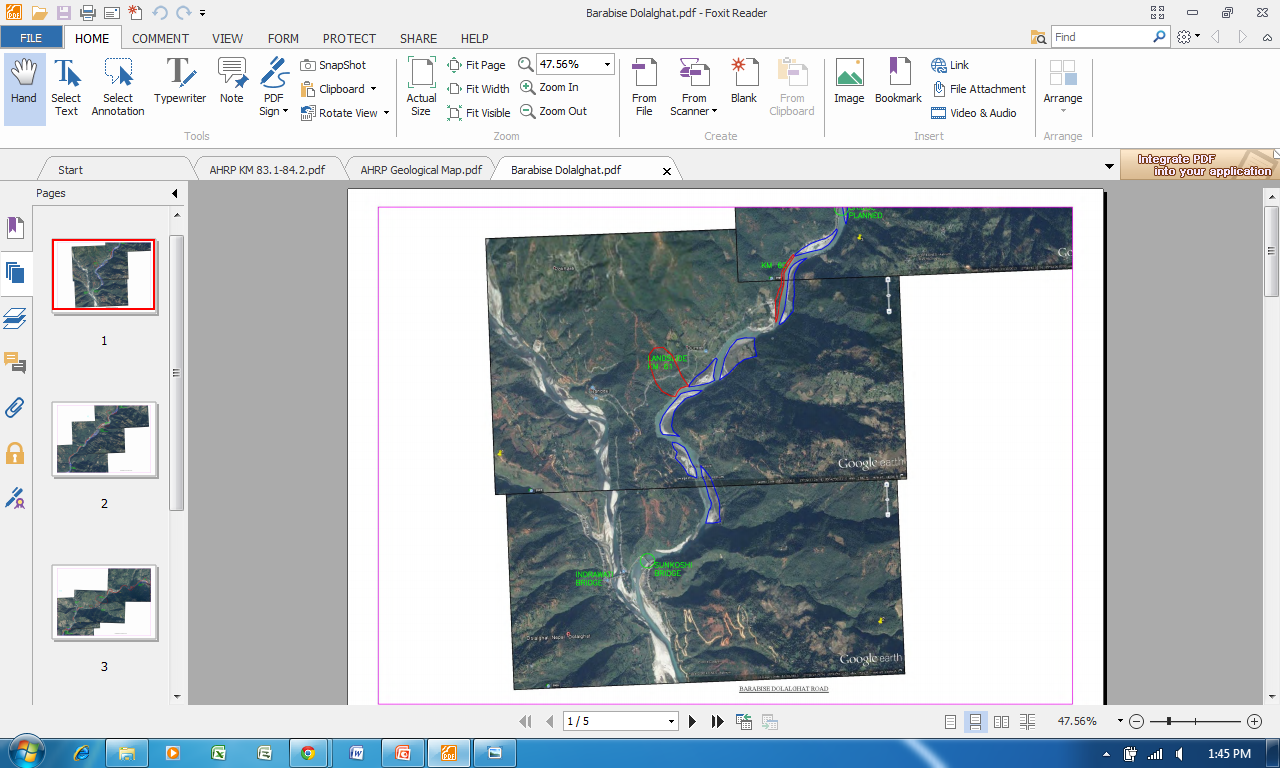 Barabise Dolalghat.pdf - Foxit Reader
FILE HOME COMMENT VIEW FORM PROTECT SHARE HELP Find
Hand
Select Text
Select Annotation
Typewriter
Note
PDF Sign
SnapShot
Clipboard
Rotate View
Tools
Actual Size
Fit Page
Fit Width
Fit Visible
47.56%
Zoom In
Zoom Out
Zoom
From File
From Scanner
Blank
From Clipboard
Create
Image
Bookmark
Link
File Attachment
Video & Audio
Insert
Arrange
Arrange
Start AHRP KM 83.1-84.2.pdf AHRP Geological Map.pdf Barabise Dolalghat.pdf
Integrate PDF
into your application
Pages
1
2
3
PLANNED
KM
Go
LANDSLIDE
KM
Google earth
SUNKOSHI
BRIDGE
INDRAWATI
BRIDGE
Dolalghat Nepal Dolalghat
Google earth
BARABISE DOLALGHAT ROAD
1 / 5
47.56%
1:45 PM